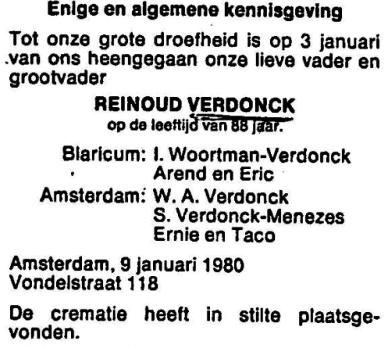 Enige en algemene kennisgeving
Tot onze grote droefheid is op 3 januari
van ons heengegaan onze lieve vader en
grootvader
REINOUD VERDONCK
op de leeftijd van 88 jaar.
Blaricum: I. Woortman-Verdonck
Arend en Eric
Amsterdam: W. A. Verdonck
S. Verdonck-Menezes
Ernie en Taco
Amsterdam, 9 januari 1980
Vondelstraat 118
De crematie heeft in stilte plaatsge-
vonden.